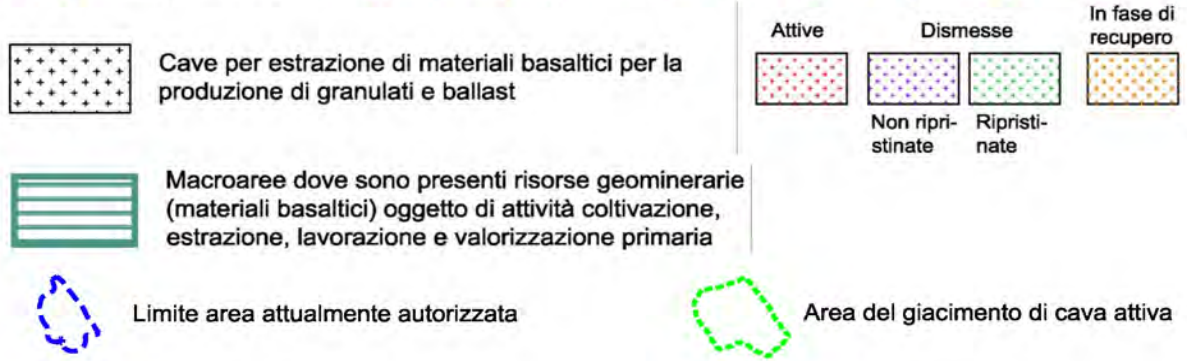 Cave per estrazione di materiali basaltici per la
produzione di granulati e ballast
Attive
Dismesse
In fase di
recupero
Non ripri-
stinate
Ripristi-
nate
Macroaree dove sono presenti risorse geominerarie
(materiali basaltici) oggetto di attività coltivazione,
estrazione, lavorazione e valorizzazione primaria
Limite area attualmente autorizzata
Area del giacimento di cava attiva